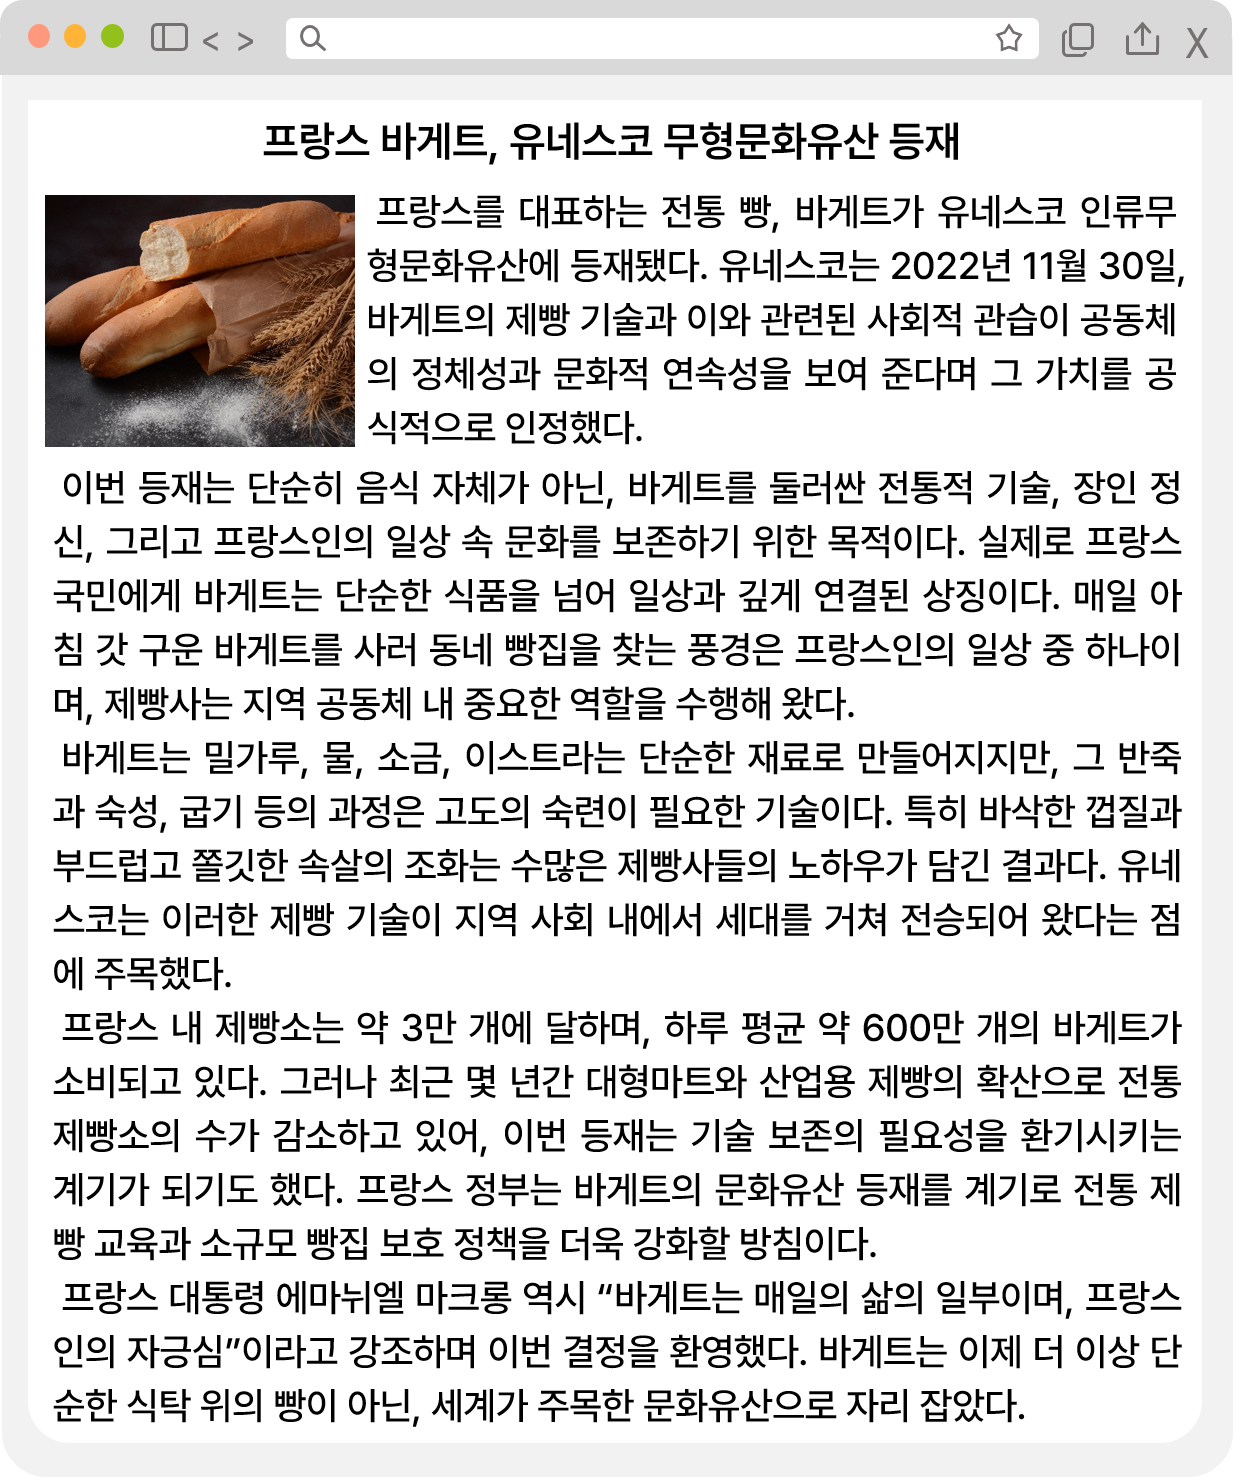 프랑스 바게트, 유네스코 무형문화유산 등재
프랑스를 대표하는 전통 빵, 바게트가 유네스코 인류무
형문화유산에 등재됐다. 유네스코는 2022년 11월 30일,
바게트의 제빵 기술과 이와 관련된 사회적 관습이 공동체
의 정체성과 문화적 연속성을 보여 준다며 그 가치를 공
식적으로 인정했다.
이번 등재는 단순히 음식 자체가 아닌, 바게트를 둘러싼 전통적 기술, 장인 정
신, 그리고 프랑스인의 일상 속 문화를 보존하기 위한 목적이다. 실제로 프랑스
국민에게 바게트는 단순한 식품을 넘어 일상과 깊게 연결된 상징이다. 매일 아
침 갓 구운 바게트를 사러 동네 빵집을 찾는 풍경은 프랑스인의 일상 중 하나이
며, 제빵사는 지역 공동체 내 중요한 역할을 수행해 왔다.
바게트는 밀가루, 물, 소금, 이스트라는 단순한 재료로 만들어지지만, 그 반죽
과 숙성, 굽기 등의 과정은 고도의 숙련이 필요한 기술이다. 특히 바삭한 껍질과
부드럽고 쫄깃한 속살의 조화는 수많은 제빵사들의 노하우가 담긴 결과다. 유네
스코는 이러한 제빵 기술이 지역 사회 내에서 세대를 거쳐 전승되어 왔다는 점
에 주목했다.
프랑스 내 제빵소는 약 3만 개에 달하며, 하루 평균 약 600만 개의 바게트가
소비되고 있다. 그러나 최근 몇 년간 대형마트와 산업용 제빵의 확산으로 전통
제빵소의 수가 감소하고 있어, 이번 등재는 기술 보존의 필요성을 환기시키는
계기가 되기도 했다. 프랑스 정부는 바게트의 문화유산 등재를 계기로 전통 제
빵 교육과 소규모 빵집 보호 정책을 더욱 강화할 방침이다.
프랑스 대통령 에마뉘엘 마크롱 역시 “바게트는 매일의 삶의 일부이며, 프랑스
인의 자긍심”이라고 강조하며 이번 결정을 환영했다. 바게트는 이제 더 이상 단
순한 식탁 위의 빵이 아닌, 세계가 주목한 문화유산으로 자리 잡았다.